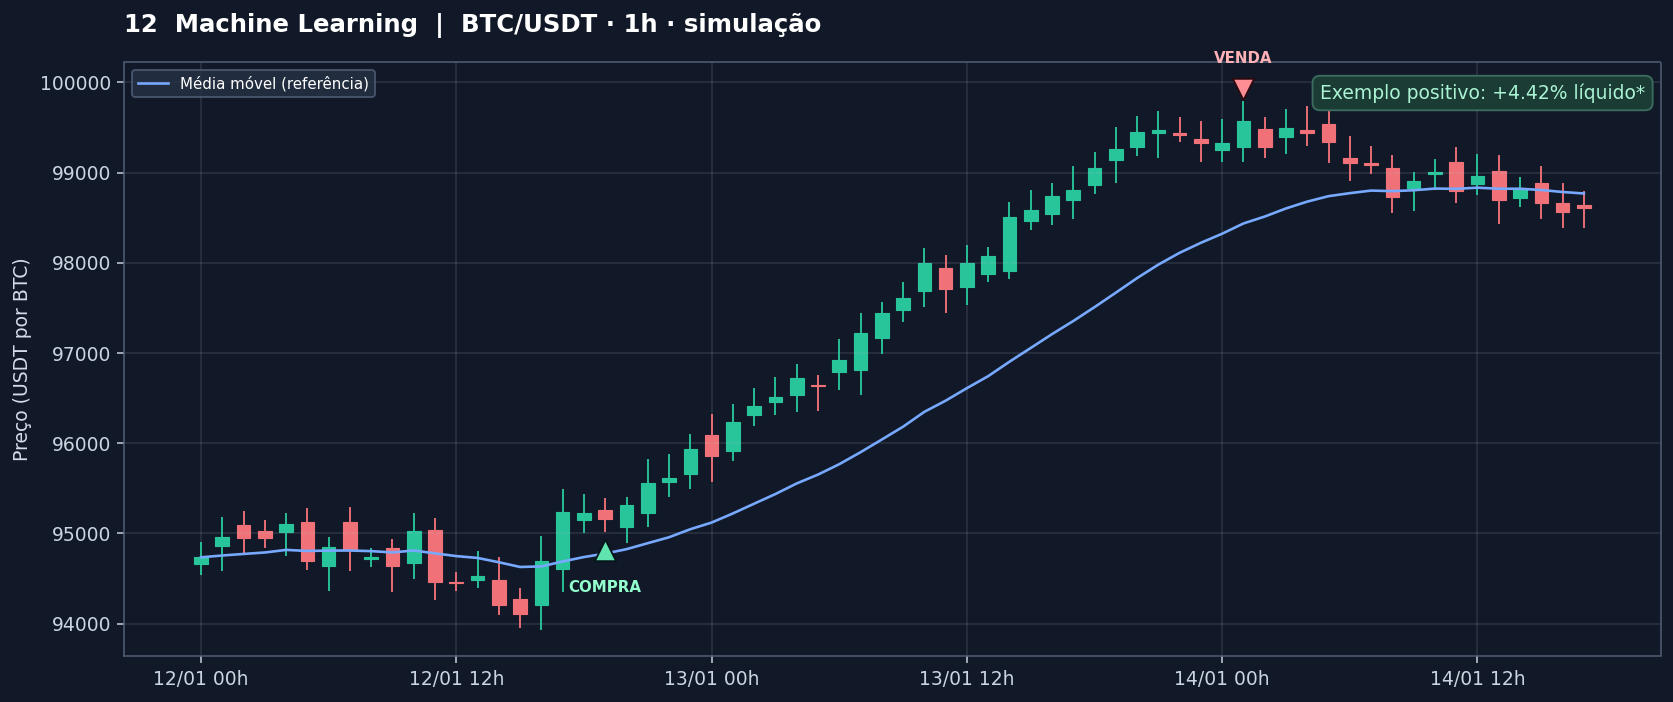 12  Machine Learning  |  BTC/USDT · 1h · simulação
VENDA
Média móvel (referência)
Exemplo positivo: +4.42% líquido*
COMPRA
Preço (USDT por BTC)
100000
99000
98000
97000
96000
95000
94000
12/01 00h
12/01 12h
13/01 00h
13/01 12h
14/01 00h
14/01 12h